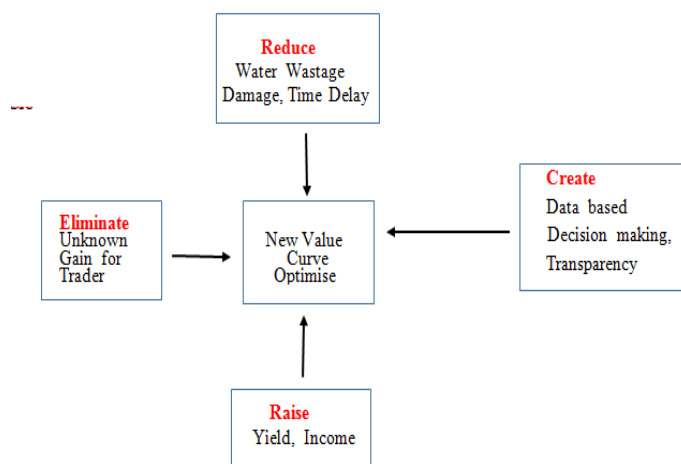 Reduce
Water Wastage
Damage, Time Delay
Create
Data based
Decision making,
Transparency
Eliminate
Unknown
Gain for
Trader
New Value
Curve
Optimise
Raise
Yield, Income